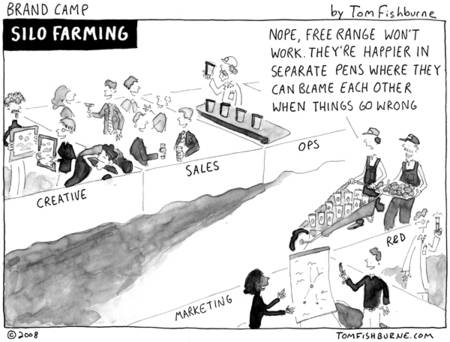 BRAND CAMP
by Tom Fishburne
SILO FARMING
NOPE, FREE RANGE WON'T
WORK. THEY'RE HAPPIER IN
SEPARATE PENS WHERE THEY
CAN BLAME EACH OTHER
WHEN THINGS GO WRONG
CREATIVE
SALES
OPS
R&D
MARKETING
© 2008
TOMFISHBURNE.COM